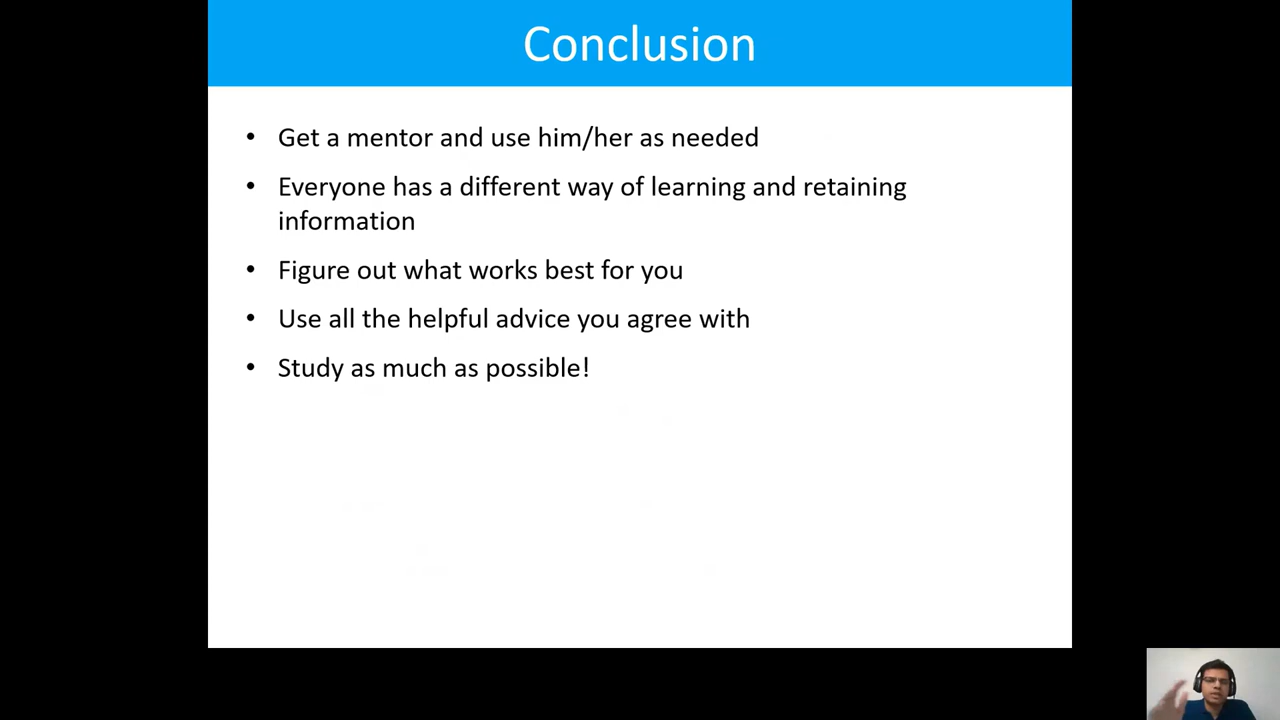 Conclusion
• Get a mentor and use him/her as needed
• Everyone has a different way of learning and retaining
information
• Figure out what works best for you
• Use all the helpful advice you agree with
• Study as much as possible!